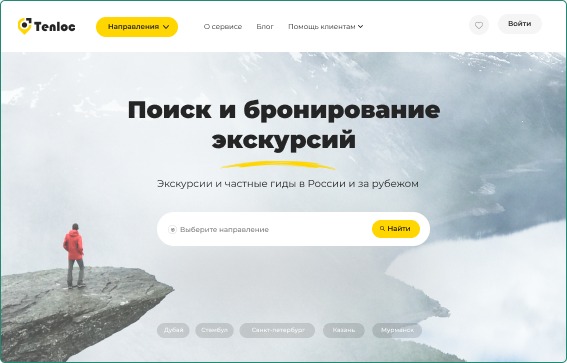 Tenloc
Направления
О сервисе
Блог
Помощь клиентам
Войти
Поиск и бронирование
экскурсий
Экскурсии и частные гиды в России и за рубежом
Выберите направление
Найти
Дубай
Стамбул
Санкт-Петербург
Казань
Мурманск